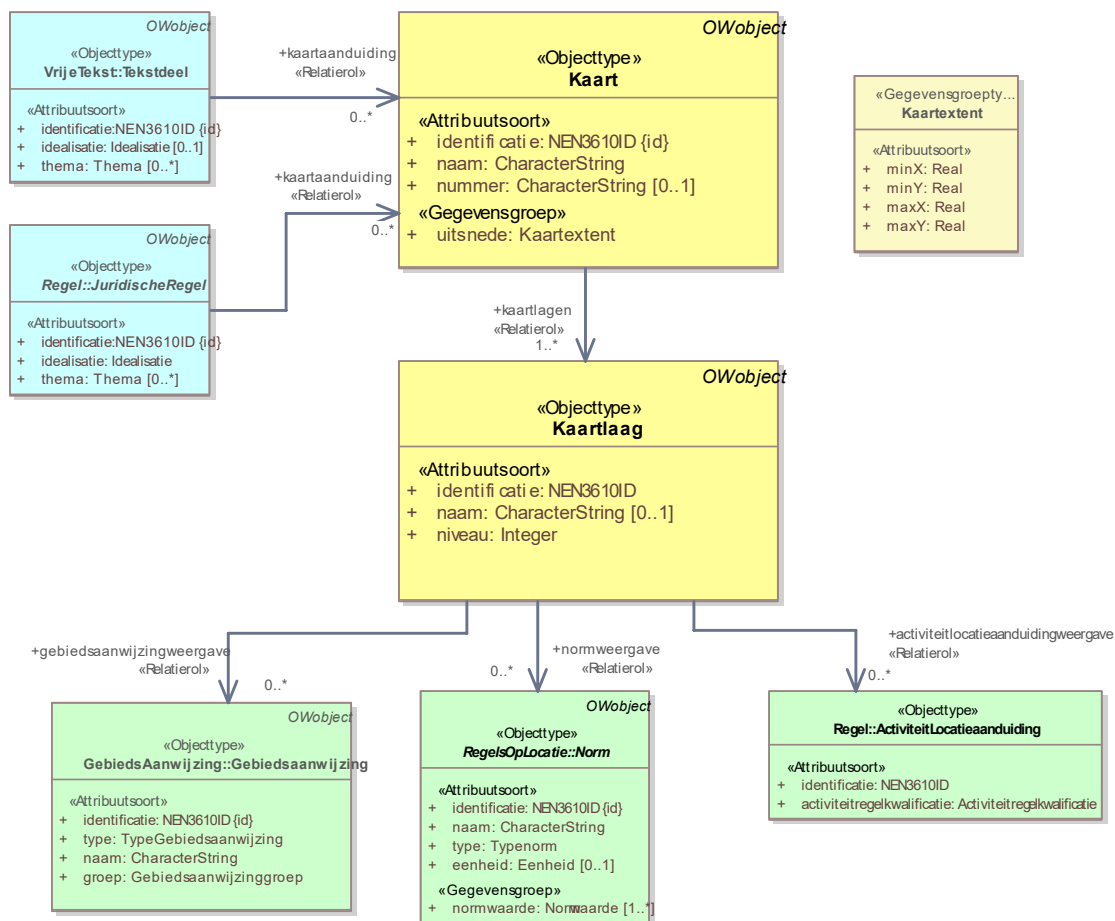 OWobject
«Objecttype»
VrijeTekst::Tekstdeel
«Attribuutsoort»
+ identificatie:NEN3610ID {id}
+ idealisatie: Idealisatie [0..1]
+ thema: Thema [0..*]
+kaartaanduiding
«Relatierol»
0..*
OWobject
«Objecttype»
Kaart
«Attribuutsoort»
+ identificatie: NEN3610ID {id}
+ naam: CharacterString
+ nummer: CharacterString [0..1]
«Gegevensgroep»
+ uitsnede: Kaartextent
«Gegevensgroepty...
Kaartextent
«Attribuutsoort»
+ minX: Real
+ minY: Real
+ maxX: Real
+ maxY: Real
+kaartaanduiding
«Relatierol»
0..*
OWobject
«Objecttype»
Regel::JuridischeRegel
«Attribuutsoort»
+ identificatie:NEN3610ID {id}
+ idealisatie: Idealisatie
+ thema: Thema [0..*]
+kaartlagen
«Relatierol»
1..*
OWobject
«Objecttype»
Kaartlaag
«Attribuutsoort»
+ identificatie: NEN3610ID
+ naam: CharacterString [0..1]
+ niveau: Integer
+gebiedsaanwijzingweergave
«Relatierol»
0..*
+normweergave
«Relatierol»
0..*
+activiteitlocatieaanduidingweergave
«Relatierol»
0..*
OWobject
«Objecttype»
GebiedsAanwijzing::Gebiedsaanwijzing
«Attribuutsoort»
+ identificatie: NEN3610ID {id}
+ type: TypeGebiedsaanwijzing
+ naam: CharacterString
+ groep: Gebiedsaanwijzinggroep
OWobject
«Objecttype»
RegelsOpLocatie::Norm
«Attribuutsoort»
+ identificatie: NEN3610ID {id}
+ naam: CharacterString
+ type: Typenorm
+ eenheid: Eenheid [0..1]
«Gegevensgroep»
+ normwaarde: Normwaarde [1..*]
«Objecttype»
Regel::ActiviteitLocatieaanduiding
«Attribuutsoort»
+ identificatie: NEN3610ID
+ activiteitregelkwalificatie: Activiteitregelkwalificatie